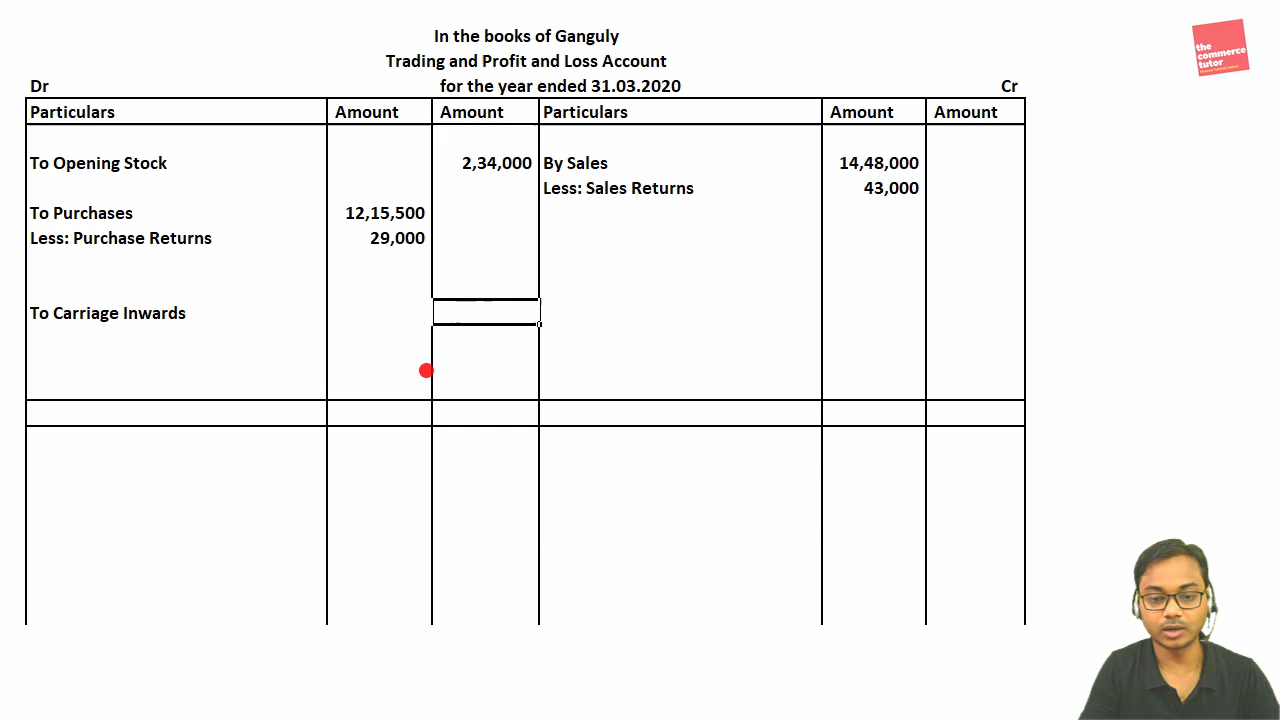 In the books of Ganguly
Trading and Profit and Loss Account
Dr for the year ended 31.03.2020 Cr
Particulars Amount Amount Particulars Amount Amount
To Opening Stock 2,34,000 By Sales 14,48,000
Less: Sales Returns 43,000
To Purchases 12,15,500
Less: Purchase Returns 29,000
To Carriage Inwards
the
commerce
tutor